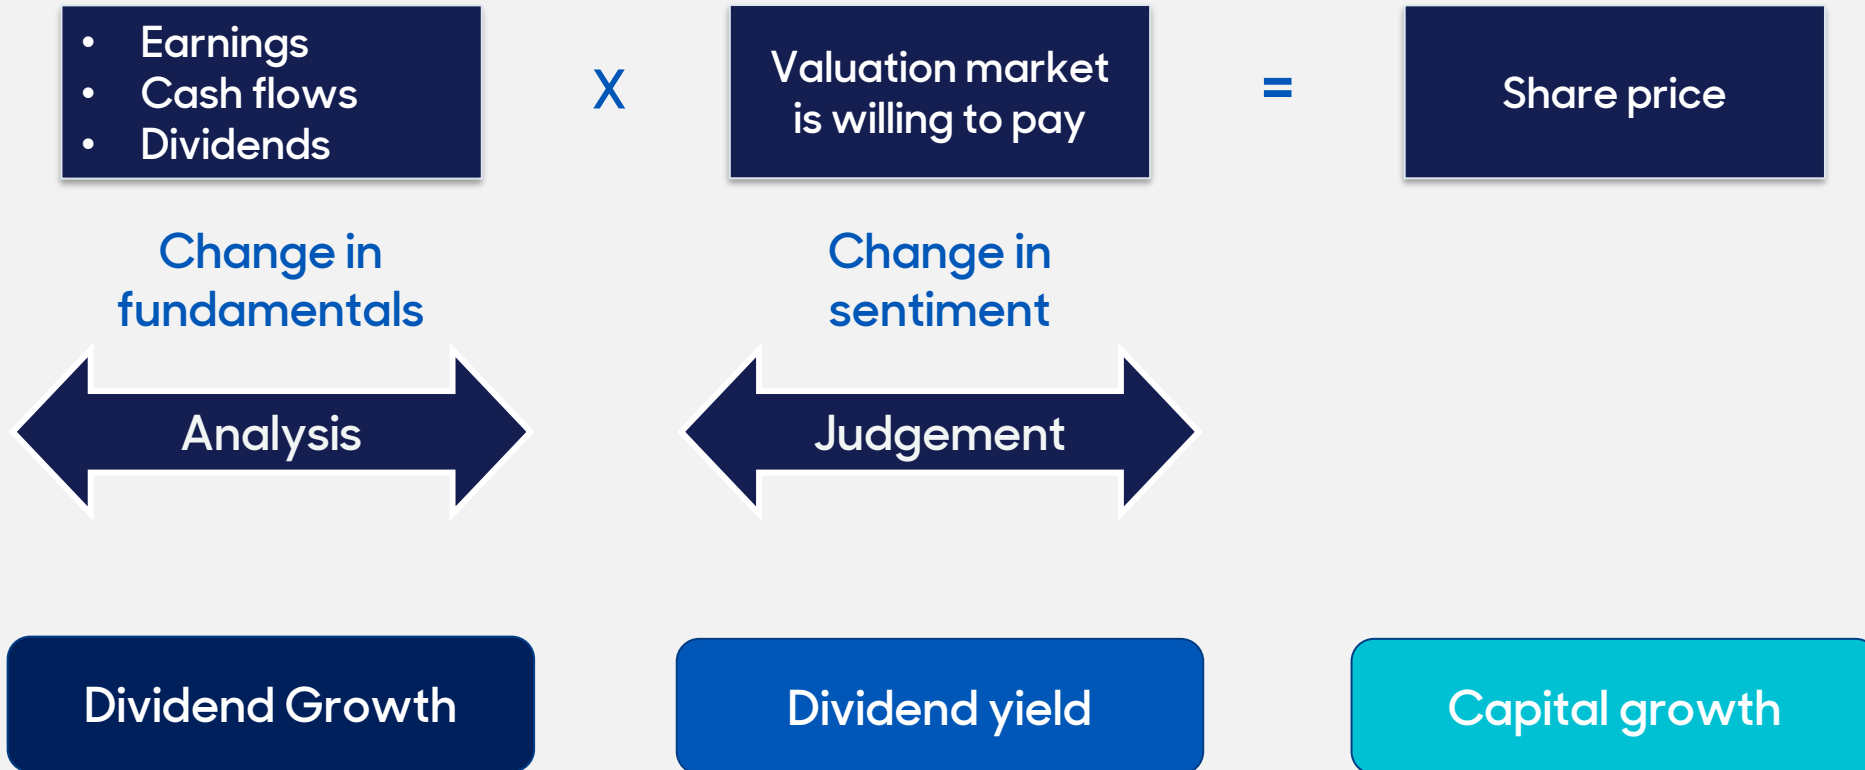 • Earnings
• Cash flows
• Dividends
X
Valuation market
is willing to pay
=
Share price
Change in
fundamentals
Change in
sentiment
Analysis
Judgement
Dividend Growth
Dividend yield
Capital growth